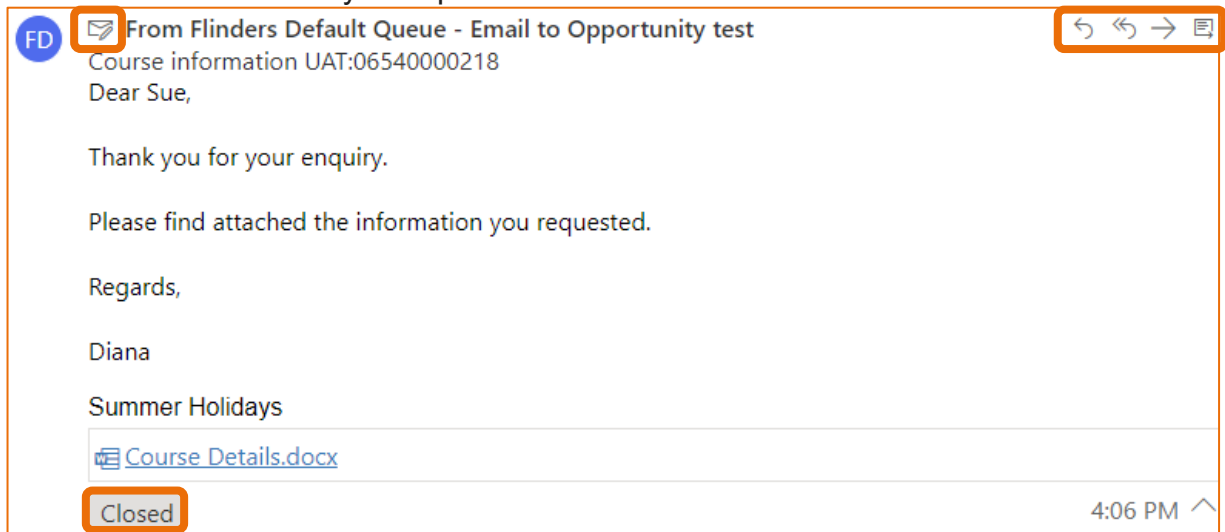 FD
From Flinders Default Queue - Email to Opportunity test
Course information UAT:06540000218
Dear Sue,
Thank you for your enquiry.
Please find attached the information you requested.
Regards,
Diana
Summer Holidays
Course Details.docx
Closed
4:06 PM